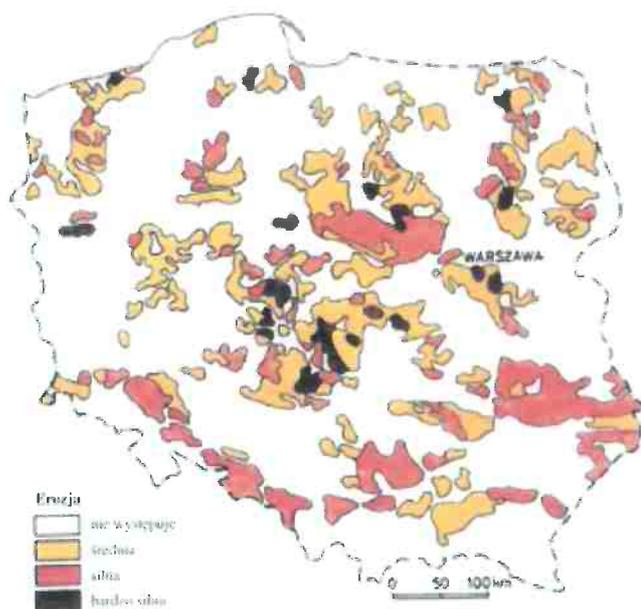 WARSZAWA
Erozja
nie występuje
średnia
silna
bardzo silna
0 50 100 km